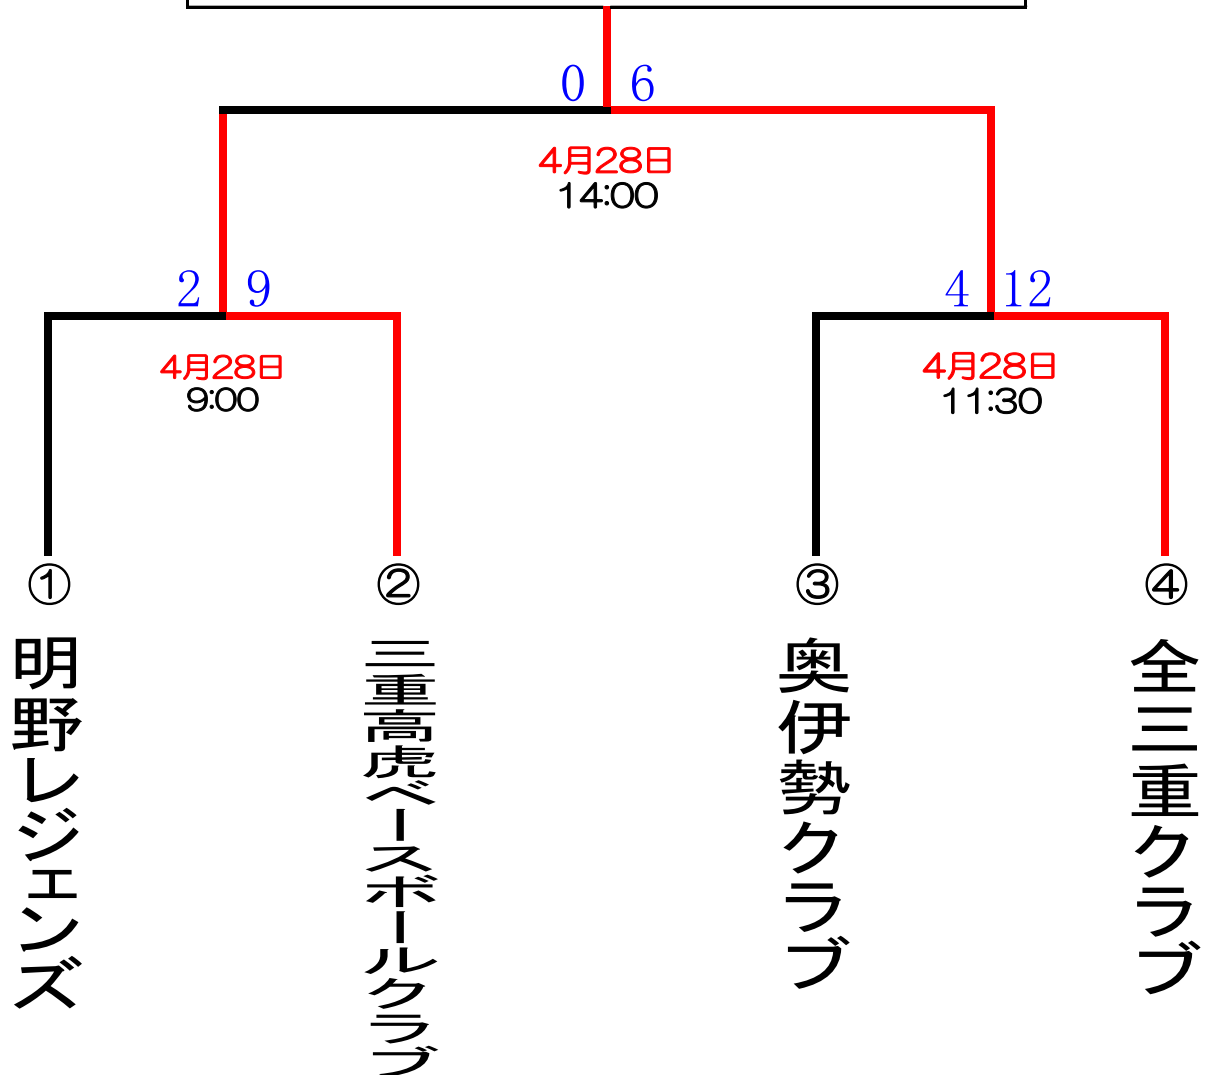 0 6
4月28日
14:00
2 9
4 12
4月28日
9:00
4月28日
11:30
①
②
③
④
明野レジェンズ
三重高虎ベースボールクラブ
奥伊勢クラブ
全三重クラブ